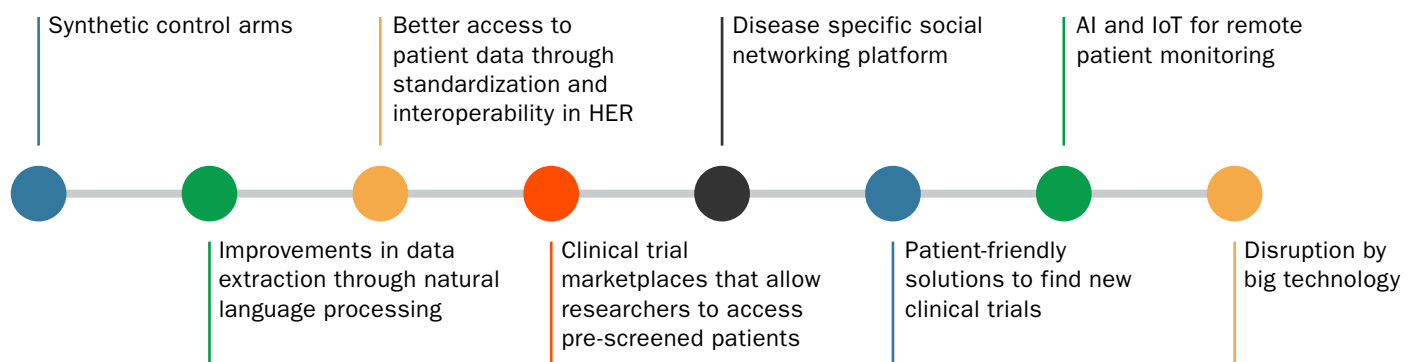 Synthetic control arms
Better access to
patient data through
standardization and
interoperability in HER
Disease specific social
networking platform
AI and IoT for remote
patient monitoring
Improvements in data
extraction through natural
language processing
Clinical trial
marketplaces that allow
researchers to access
pre-screened patients
Patient-friendly
solutions to find new
clinical trials
Disruption by
big technology